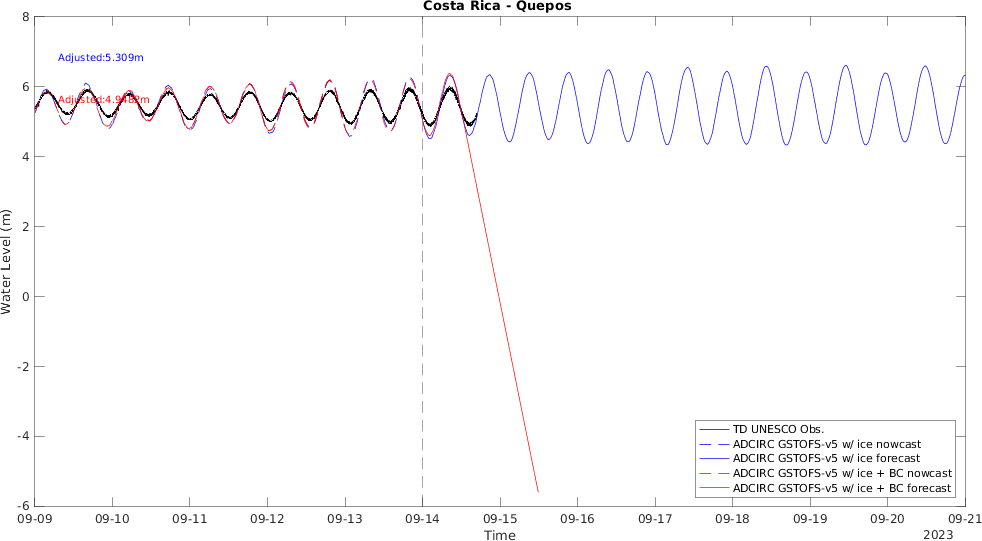 Costa Rica - Quepos
8
6
4
2
0
-2
-4
-6
Water Level (m)
Adjusted:5.309m
TD UNESCO Obs.
ADCIRC GSTOFS-v5 w/ ice nowcast
ADCIRC GSTOFS-v5 w/ ice forecast
ADCIRC GSTOFS-v5 w/ ice + BC nowcast
ADCIRC GSTOFS-v5 w/ ice + BC forecast
09-09 09-10 09-11 09-12 09-13 09-14 09-15 09-16 09-17 09-18 09-19 09-20 09-21
Time
2023